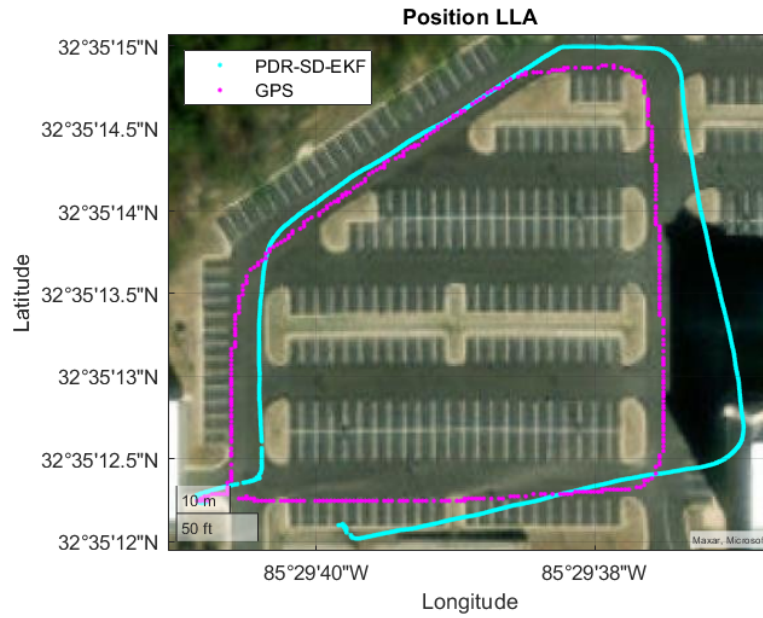 Position LLA
PDR-SD-EKF
GPS
32°35'15"N
32°35'14.5"N
32°35'14"N
32°35'13.5"N
32°35'13"N
32°35'12.5"N
32°35'12"N
Latitude
10 m
50 ft
Maxar, Microsof
85°29'40"W
85°29'38"W
Longitude